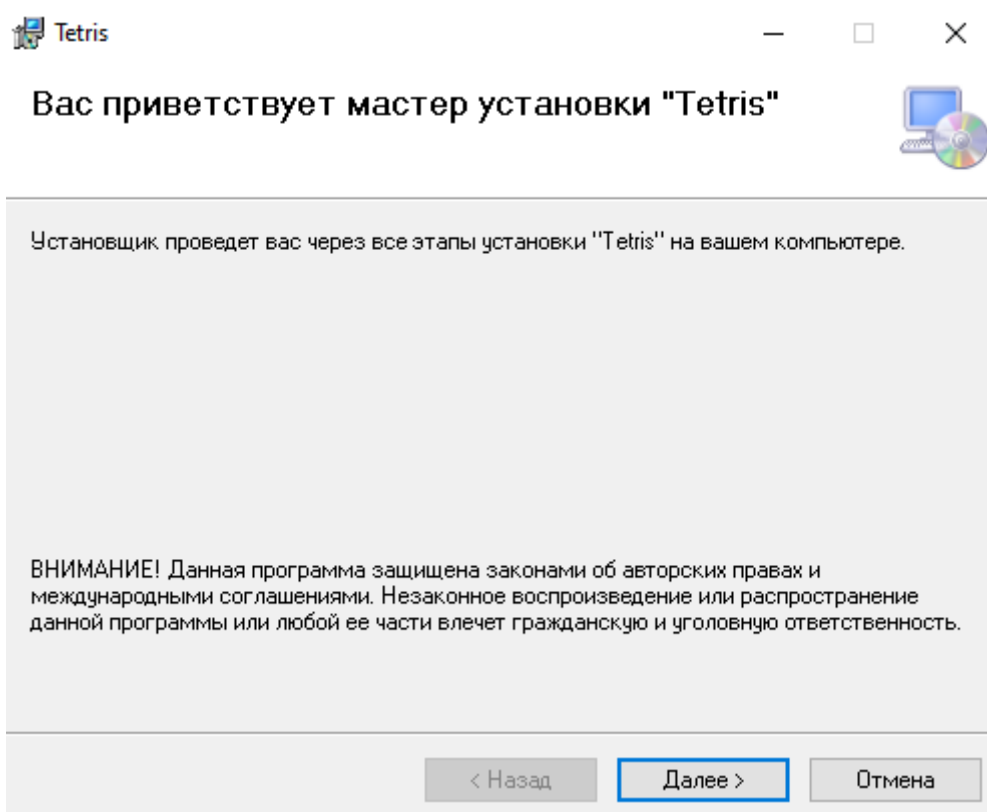 Tetris
Вас приветствует мастер установки "Tetris"
Установщик проведет вас через все этапы установки "Tetris" на вашем компьютере.
ВНИМАНИЕ! Данная программа защищена законами об авторских правах и
международными соглашениями. Незаконное воспроизведение или распространение
данной программы или любой ее части влечет гражданскую и уголовную ответственность.
< Назад
Далее >
Отмена